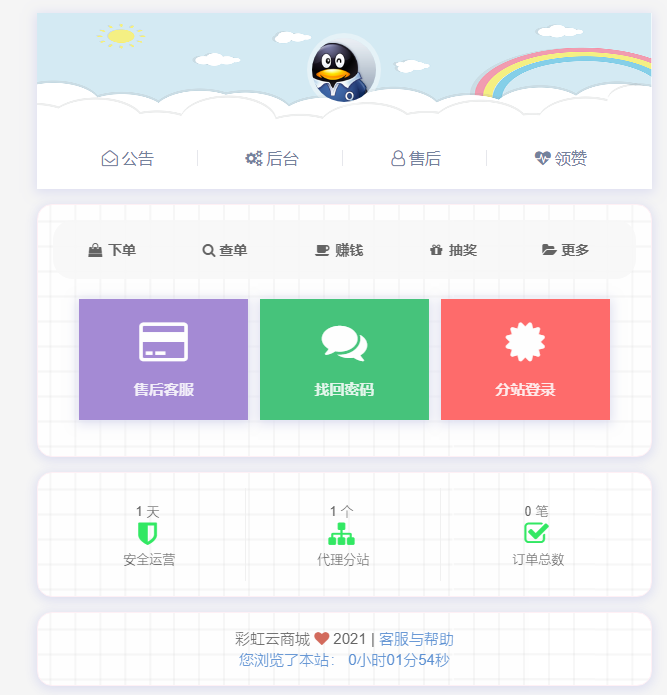 公告 后台 售后 领赞
下单 查单 赚钱 抽奖 更多
售后客服 找回密码 分站登录
1 天 1 个 0 笔
安全运营 代理分站 订单总数
彩虹云商城 ❤ 2021 | 客服与帮助
您浏览了本站： 0小时01分54秒